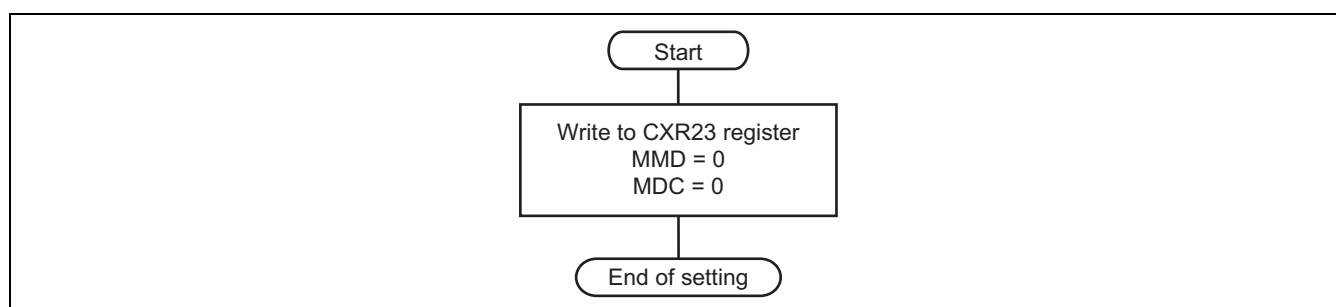 Start
Write to CXR23 register
MMD = 0
MDC = 0
End of setting